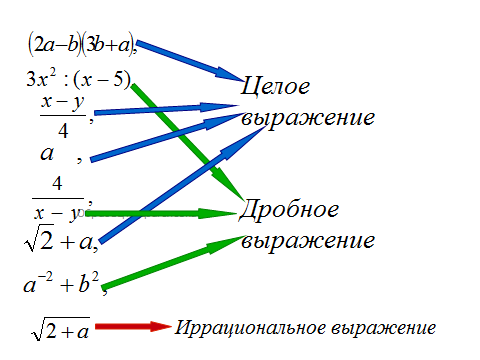 (2a–b)(3b+a),
3x² : (x – 5),
Целое
x – y
4 ,
выражение
a ,
4
x – y ,
Дробное
√2 + a,
выражение
a⁻² + b²,
√(2 + a)
Иррациональное выражение